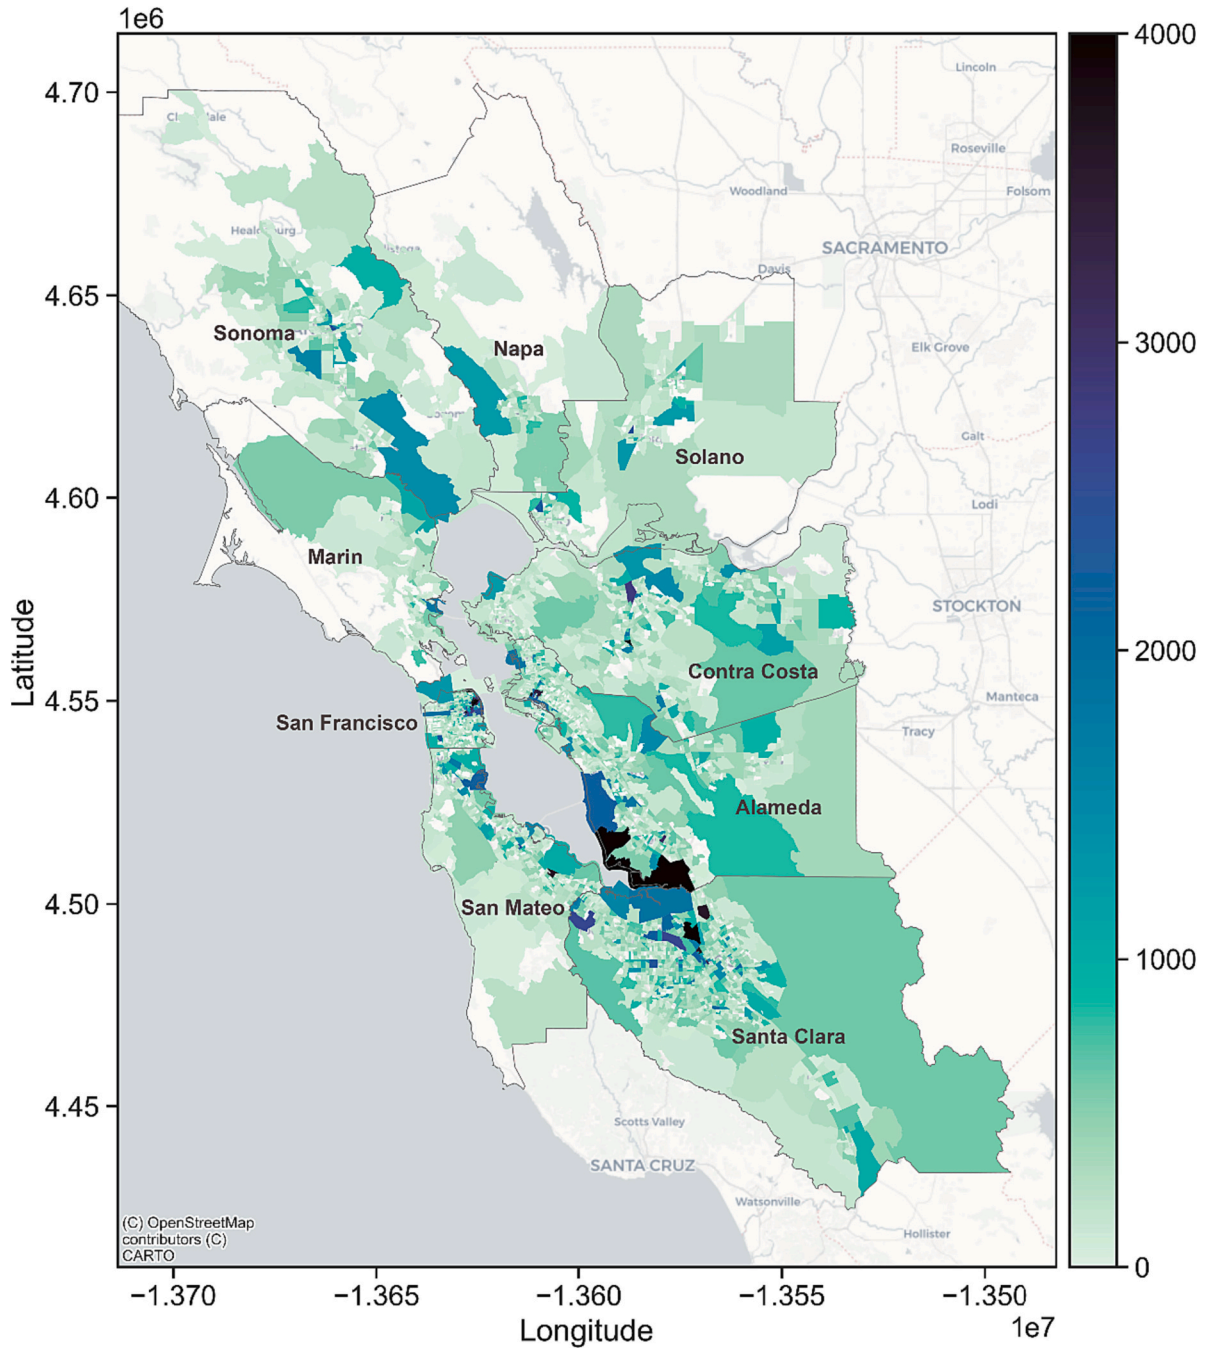 1e6
4000
4.70
Lincoln
Roseville
Woodland
Folsom
SACRAMENTO
Davis
4.65
Sonoma
Napa
3000
Elk Grove
Galt
Solano
4.60
Lodi
Marin
STOCKTON
Latitude
2000
Contra Costa
4.55
Manteca
San Francisco
Tracy
Alameda
4.50
San Mateo
1000
Santa Clara
4.45
Scotts Valley
SANTA CRUZ
Watsonville
(C) OpenStreetMap
contributors (C)
CARTO
Hollister
0
−1.370
−1.365
−1.360
−1.355
−1.350
Longitude
1e7